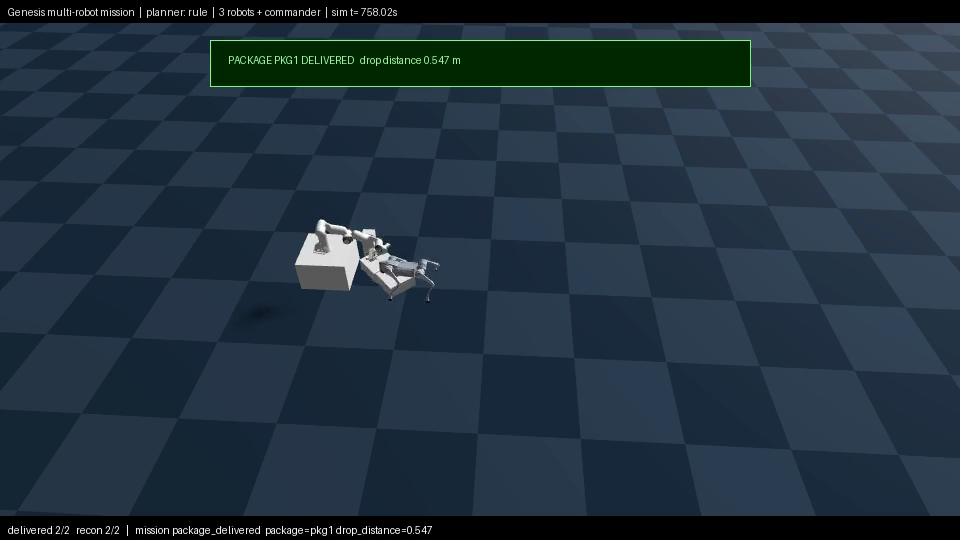 Genesis multi-robot mission | planner: rule | 3 robots + commander | sim t= 758.02s
PACKAGE PKG1 DELIVERED drop distance 0.547 m
delivered 2/2 recon 2/2 | mission package_delivered package=pkg1 drop_distance=0.547